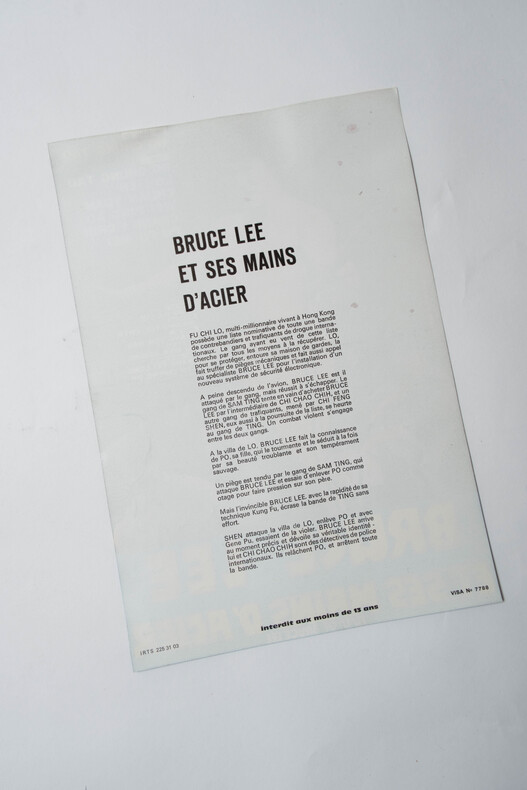 BRUCE LEE
ET SES MAINS
D'ACIER
FU CHI LO, multi-millionnaire vivant à Hong Kong
possède une liste nominative de toute une bande
de contrebandiers et trafiquants de drogue interna-
tionaux. Le gang ayant eu vent de cette liste
cherche par tous les moyens à la récupérer. LO,
pour se protéger, entoure sa maison de gardes, la
fait truffer de pièges mécaniques et fait aussi appel
au spécialiste BRUCE LEE pour l'installation d'un
nouveau système de sécurité électronique.
A peine descendu de l'avion, BRUCE LEE est il
attaqué par le gang, mais réussit à s'échapper. Le
gang de SAM TING tente en vain d'acheter BRUCE
LEE par l'intermédiaire de CHI CHAO CHIH, et un
autre gang de trafiquants, mené par CHI FENG
SHEN, eux aussi à la poursuite de la liste, se heurte
au gang de TING. Un combat violent s'engage
entre les deux gangs.
A la villa de LO, BRUCE LEE fait la connaissance
de PO, sa fille, qui le tourmente et le séduit à la fois
par sa beauté troublante et son tempérament
sauvage.
Un piège est tendu par le gang de SAM TING, qui
attaque BRUCE LEE et essaie d'enlever PO comme
otage pour faire pression sur son père.
Mais l'invincible BRUCE LEE, avec la rapidité de sa
technique Kung Fu, écrase la bande de TING sans
effort.
SHEN attaque la villa de LO, enlève PO et avec
Gene Pu, essaient de la violer. BRUCE LEE arrive
au moment précis et dévoile sa véritable identité -
lui et CHI CHAO CHIH sont des détectives de police
internationaux. Ils relâchent PO, et arrêtent toute
la bande.
IRTS 225 31 03
interdit aux moins de 13 ans
VISA N° 7788